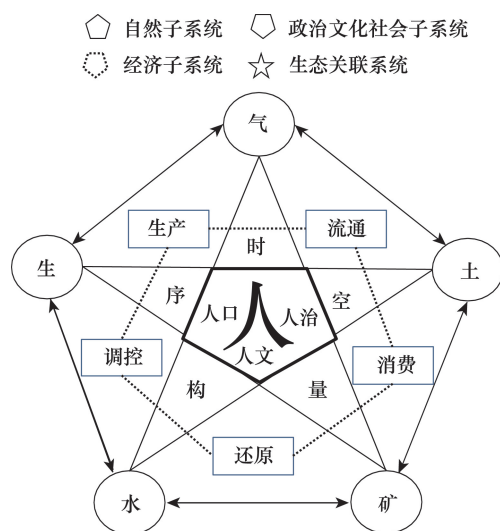 自然子系统 政治文化社会子系统
经济子系统 生态关联系统
气
生产 流通
时
生 土
序 空
人口 人 人治
人文
调控 消费
构 量
还原
水 矿